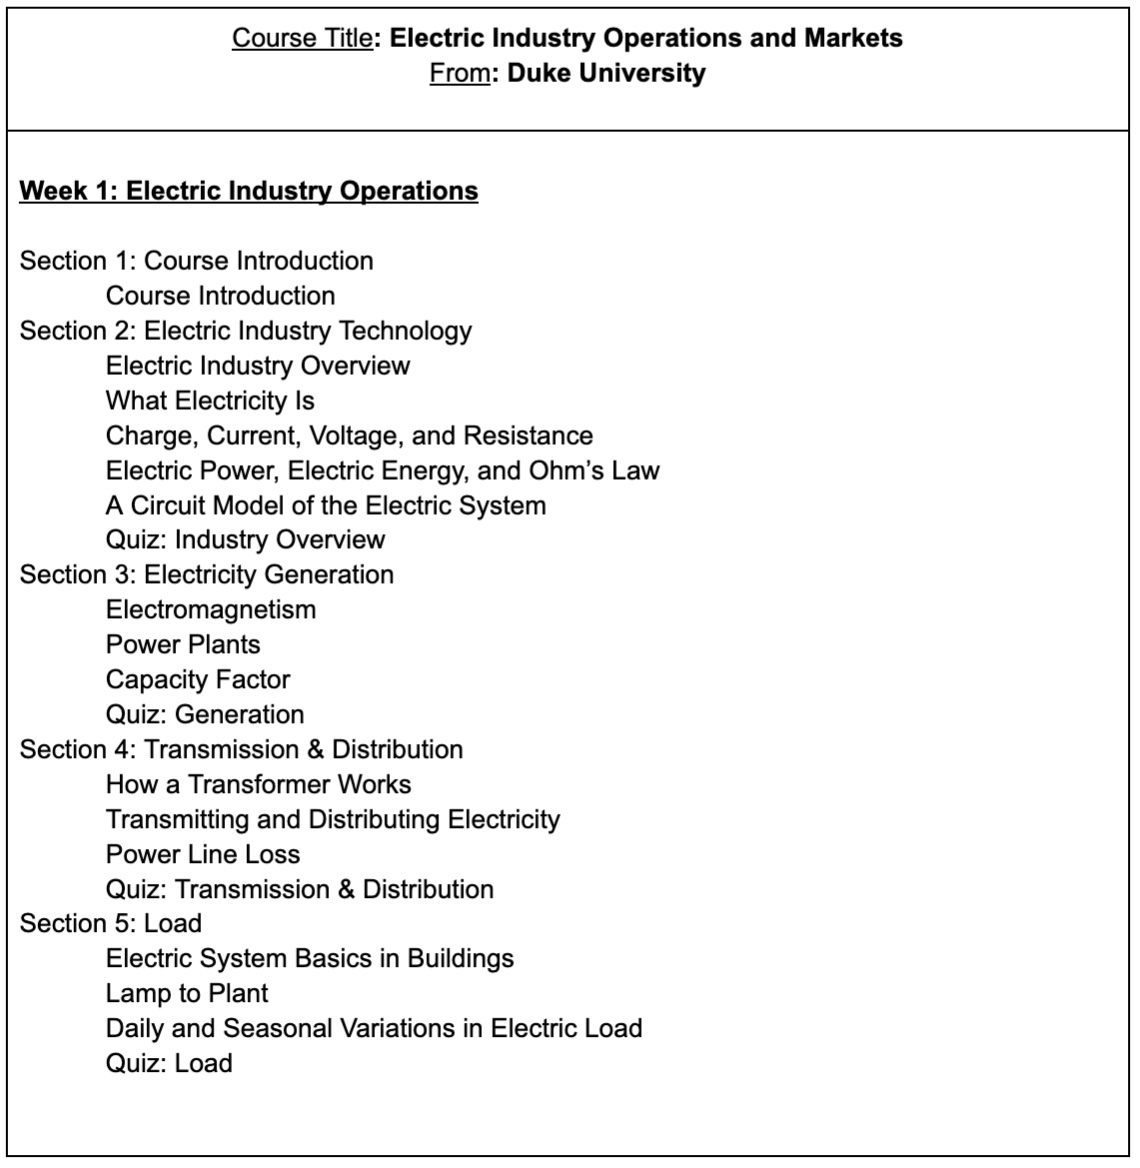 Course Title: Electric Industry Operations and Markets
From: Duke University
Week 1: Electric Industry Operations
Section 1: Course Introduction
Course Introduction
Section 2: Electric Industry Technology
Electric Industry Overview
What Electricity Is
Charge, Current, Voltage, and Resistance
Electric Power, Electric Energy, and Ohm’s Law
A Circuit Model of the Electric System
Quiz: Industry Overview
Section 3: Electricity Generation
Electromagnetism
Power Plants
Capacity Factor
Quiz: Generation
Section 4: Transmission & Distribution
How a Transformer Works
Transmitting and Distributing Electricity
Power Line Loss
Quiz: Transmission & Distribution
Section 5: Load
Electric System Basics in Buildings
Lamp to Plant
Daily and Seasonal Variations in Electric Load
Quiz: Load